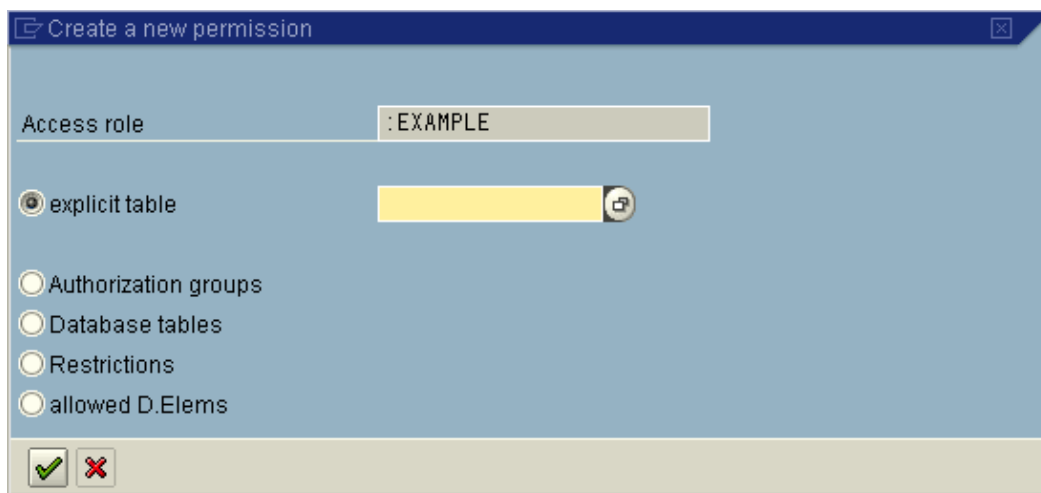 Create a new permission
Access role :EXAMPLE
explicit table
Authorization groups
Database tables
Restrictions
allowed D.Elems